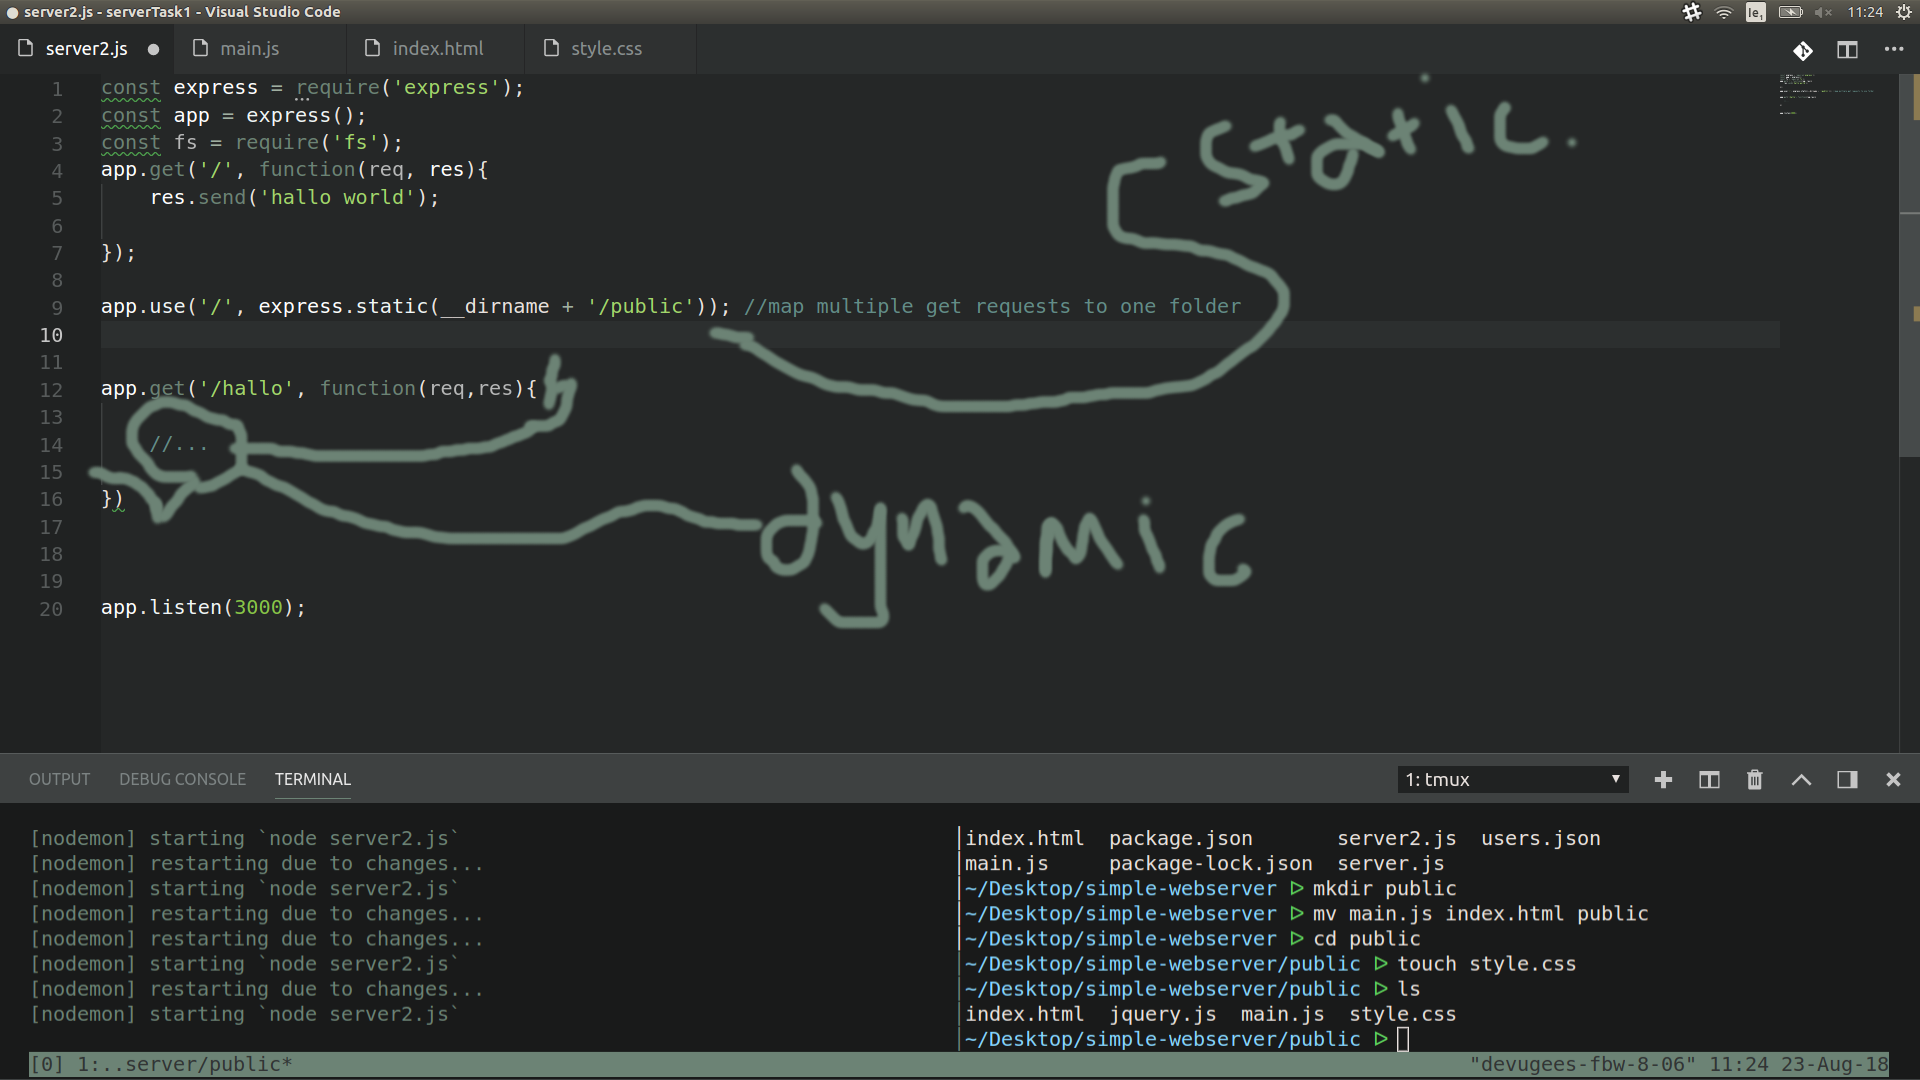 server2.js - serverTask1 - Visual Studio Code
le1 11:24
server2.js main.js index.html style.css
1 const express = require('express');
2 const app = express();
3 const fs = require('fs');
4 app.get('/', function(req, res){
5 res.send('hallo world');
6
7 });
8
9 app.use('/', express.static(__dirname + '/public')); //map multiple get requests to one folder
10
11
12 app.get('/hallo', function(req,res){
13
14 //...
15
16 })
17
18
19
20 app.listen(3000);
static.
dynamic
OUTPUT DEBUG CONSOLE TERMINAL 1: tmux
[nodemon] starting `node server2.js`
[nodemon] restarting due to changes...
[nodemon] starting `node server2.js`
[nodemon] restarting due to changes...
[nodemon] restarting due to changes...
[nodemon] starting `node server2.js`
[nodemon] restarting due to changes...
[nodemon] starting `node server2.js`
index.html package.json server2.js users.json
main.js package-lock.json server.js
~/Desktop/simple-webserver ▷ mkdir public
~/Desktop/simple-webserver ▷ mv main.js index.html public
~/Desktop/simple-webserver ▷ cd public
~/Desktop/simple-webserver/public ▷ touch style.css
~/Desktop/simple-webserver/public ▷ ls
index.html jquery.js main.js style.css
~/Desktop/simple-webserver/public ▷
[0] 1:..server/public* "devugees-fbw-8-06" 11:24 23-Aug-18